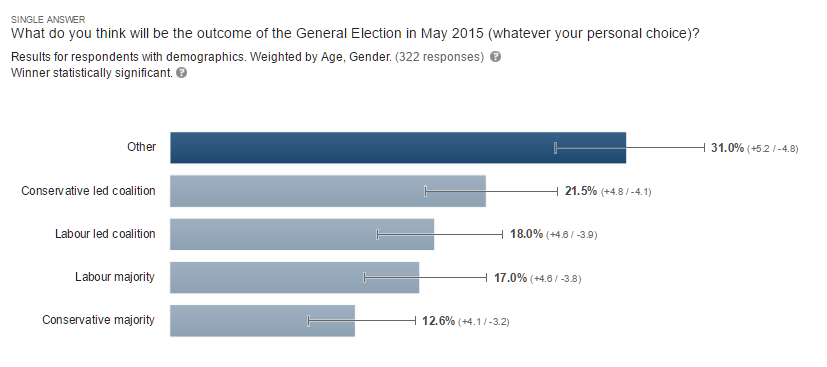 SINGLE ANSWER
What do you think will be the outcome of the General Election in May 2015 (whatever your personal choice)?
Results for respondents with demographics. Weighted by Age, Gender. (322 responses) ?
Winner statistically significant. ?
Other 31.0% (+5.2 / -4.8)
Conservative led coalition 21.5% (+4.8 / -4.1)
Labour led coalition 18.0% (+4.6 / -3.9)
Labour majority 17.0% (+4.6 / -3.8)
Conservative majority 12.6% (+4.1 / -3.2)